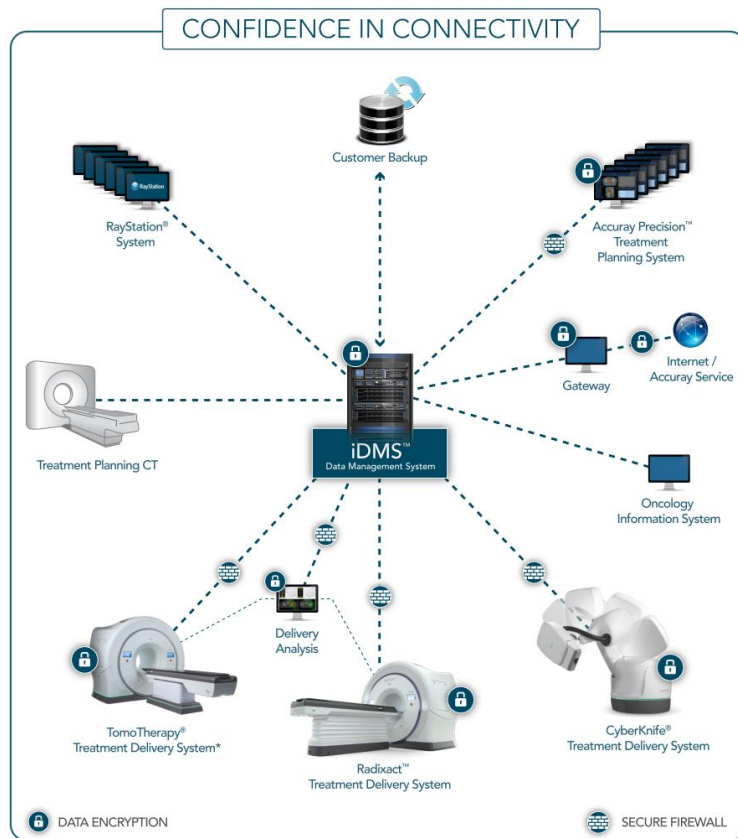 CONFIDENCE IN CONNECTIVITY
Customer Backup
RayStation
RayStation®
System
Accuray Precision™
Treatment
Planning System
Gateway
Internet /
Accuray Service
Treatment Planning CT
iDMS™
Data Management System
Oncology
Information System
Delivery
Analysis
TomoTherapy®
Treatment Delivery System*
Radixact™
Treatment Delivery System
CyberKnife®
Treatment Delivery System
DATA ENCRYPTION
SECURE FIREWALL